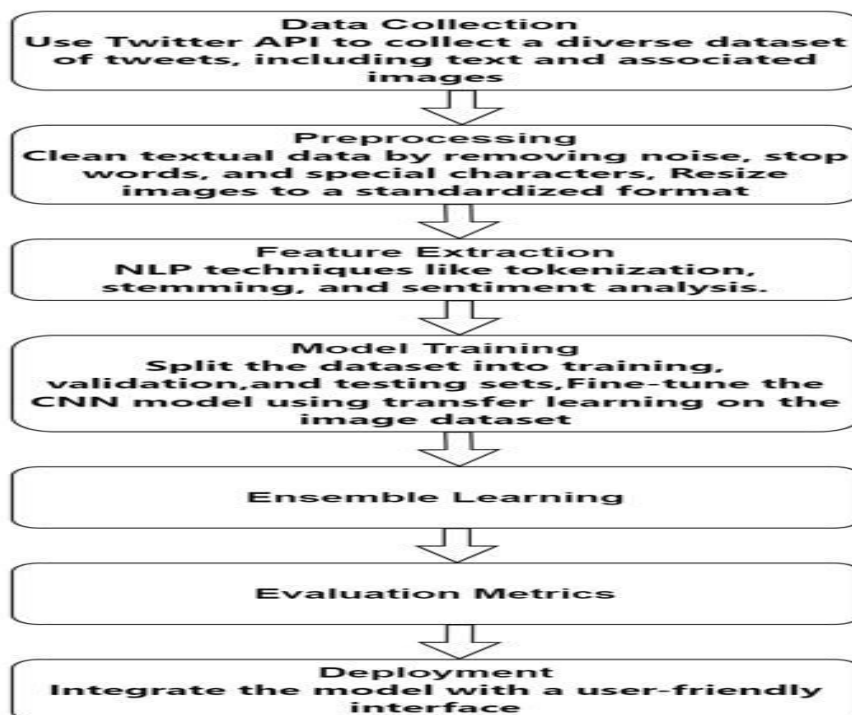 Data Collection
Use Twitter API to collect a diverse dataset
of tweets, including text and associated
images
Preprocessing
Clean textual data by removing noise, stop
words, and special characters, Resize
images to a standardized format
Feature Extraction
NLP techniques like tokenization,
stemming, and sentiment analysis.
Model Training
Split the dataset into training,
validation,and testing sets,Fine-tune the
CNN model using transfer learning on the
image dataset
Ensemble Learning
Evaluation Metrics
Deployment
Integrate the model with a user-friendly
interface